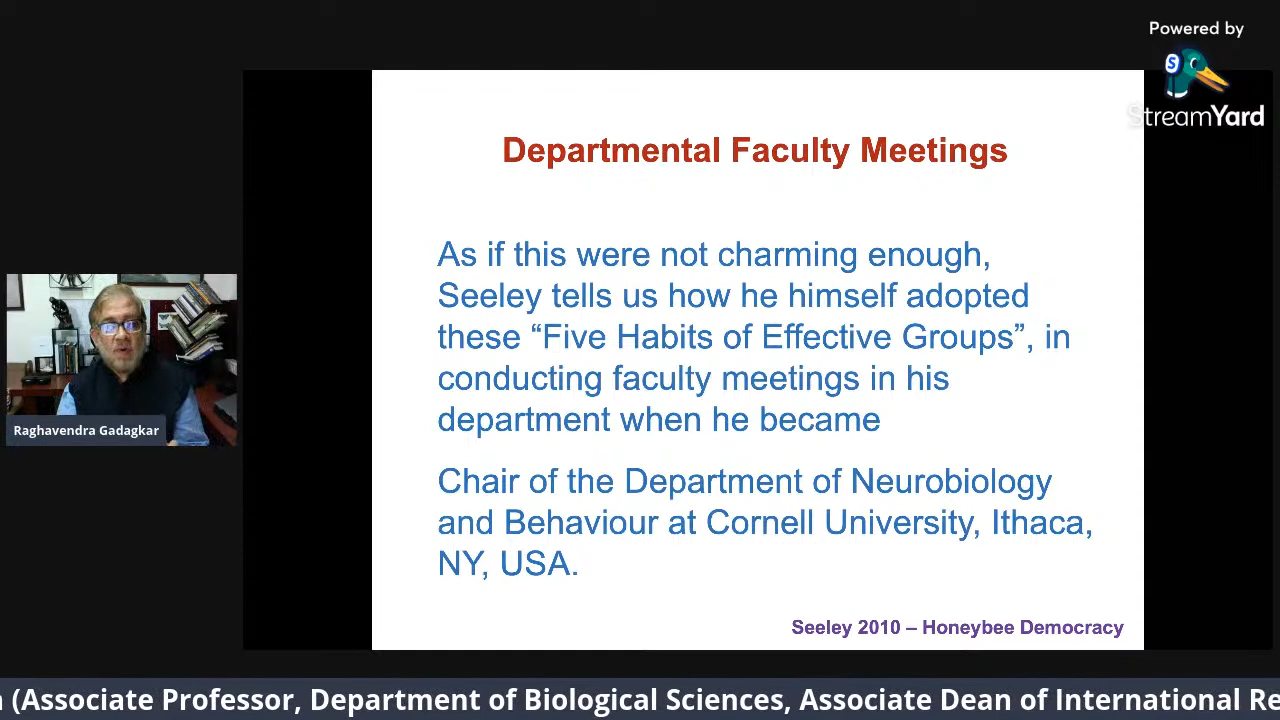 Powered by
StreamYard
Departmental Faculty Meetings
As if this were not charming enough,
Seeley tells us how he himself adopted
these “Five Habits of Effective Groups”, in
conducting faculty meetings in his
department when he became
Chair of the Department of Neurobiology
and Behaviour at Cornell University, Ithaca,
NY, USA.
Seeley 2010 – Honeybee Democracy
Raghavendra Gadagkar
(Associate Professor, Department of Biological Sciences, Associate Dean of International